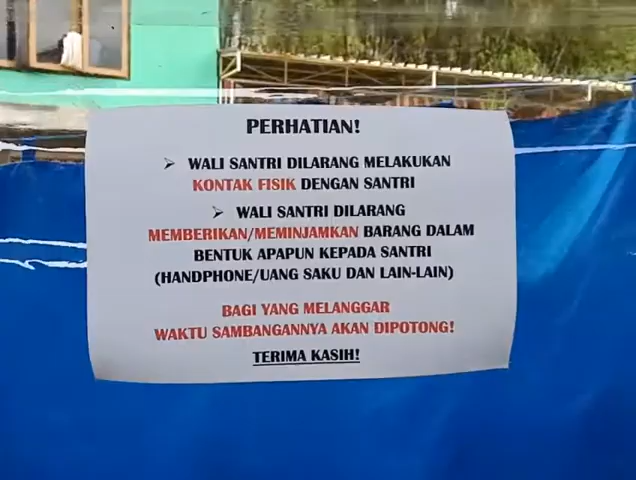 PERHATIAN!
➢ WALI SANTRI DILARANG MELAKUKAN
KONTAK FISIK DENGAN SANTRI
➢ WALI SANTRI DILARANG
MEMBERIKAN/MEMINJAMKAN BARANG DALAM
BENTUK APAPUN KEPADA SANTRI
(HANDPHONE/UANG SAKU DAN LAIN-LAIN)
BAGI YANG MELANGGAR
WAKTU SAMBANGANNYA AKAN DIPOTONG!
TERIMA KASIH!